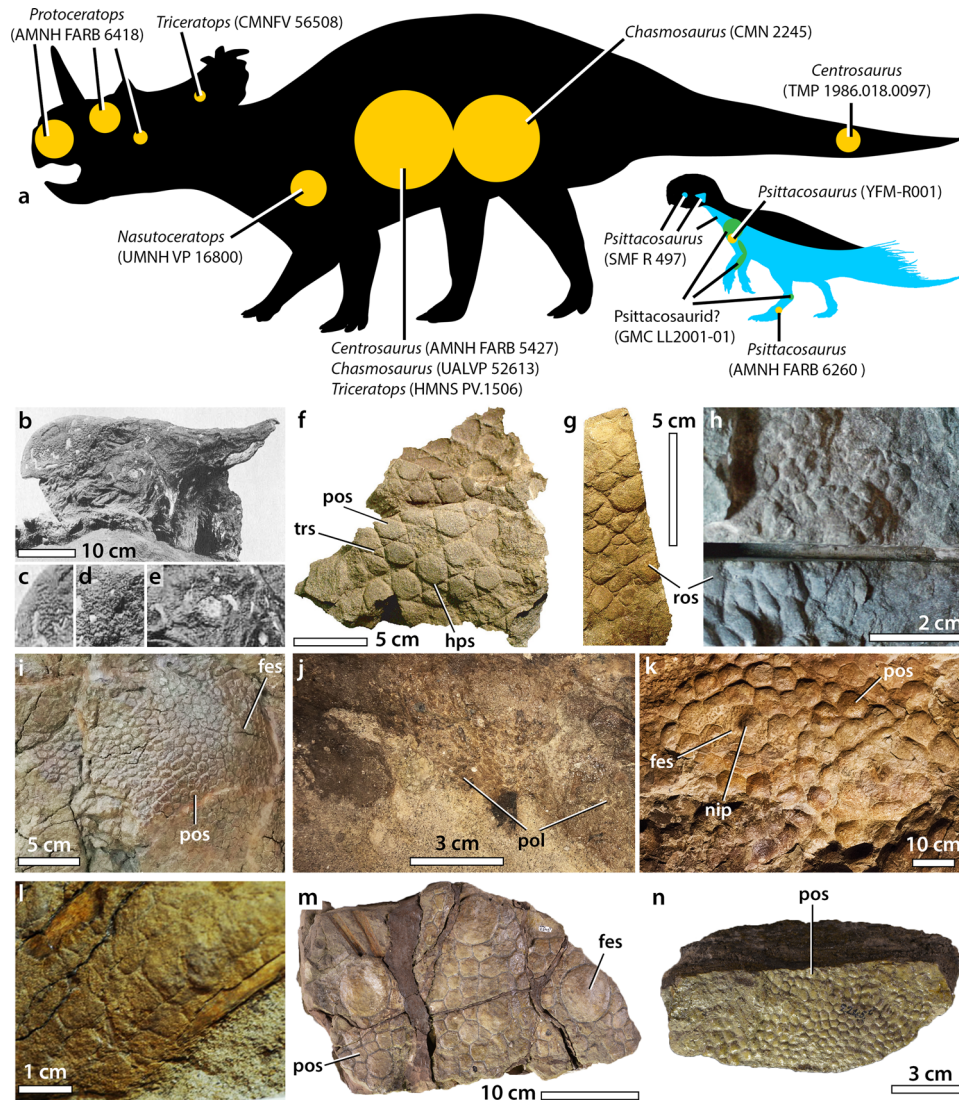 Protoceratops
(AMNH FARB 6418)
Triceratops (CMNFV 56508)
Chasmosaurus (CMN 2245)
Centrosaurus
(TMP 1986.018.0097)
a
Nasutoceratops
(UMNH VP 16800)
Psittacosaurus (YFM-R001)
Psittacosaurus
(SMF R 497)
Psittacosaurid?
(GMC LL2001-01)
Psittacosaurus
(AMNH FARB 6260 )
Centrosaurus (AMNH FARB 5427)
Chasmosaurus (UALVP 52613)
Triceratops (HMNS PV.1506)
b
10 cm
c
d
e
f
pos
trs
hps
5 cm
g
5 cm
ros
h
2 cm
i
fes
pos
5 cm
j
pol
3 cm
k
pos
fes
nip
10 cm
l
1 cm
m
fes
pos
10 cm
n
pos
3 cm